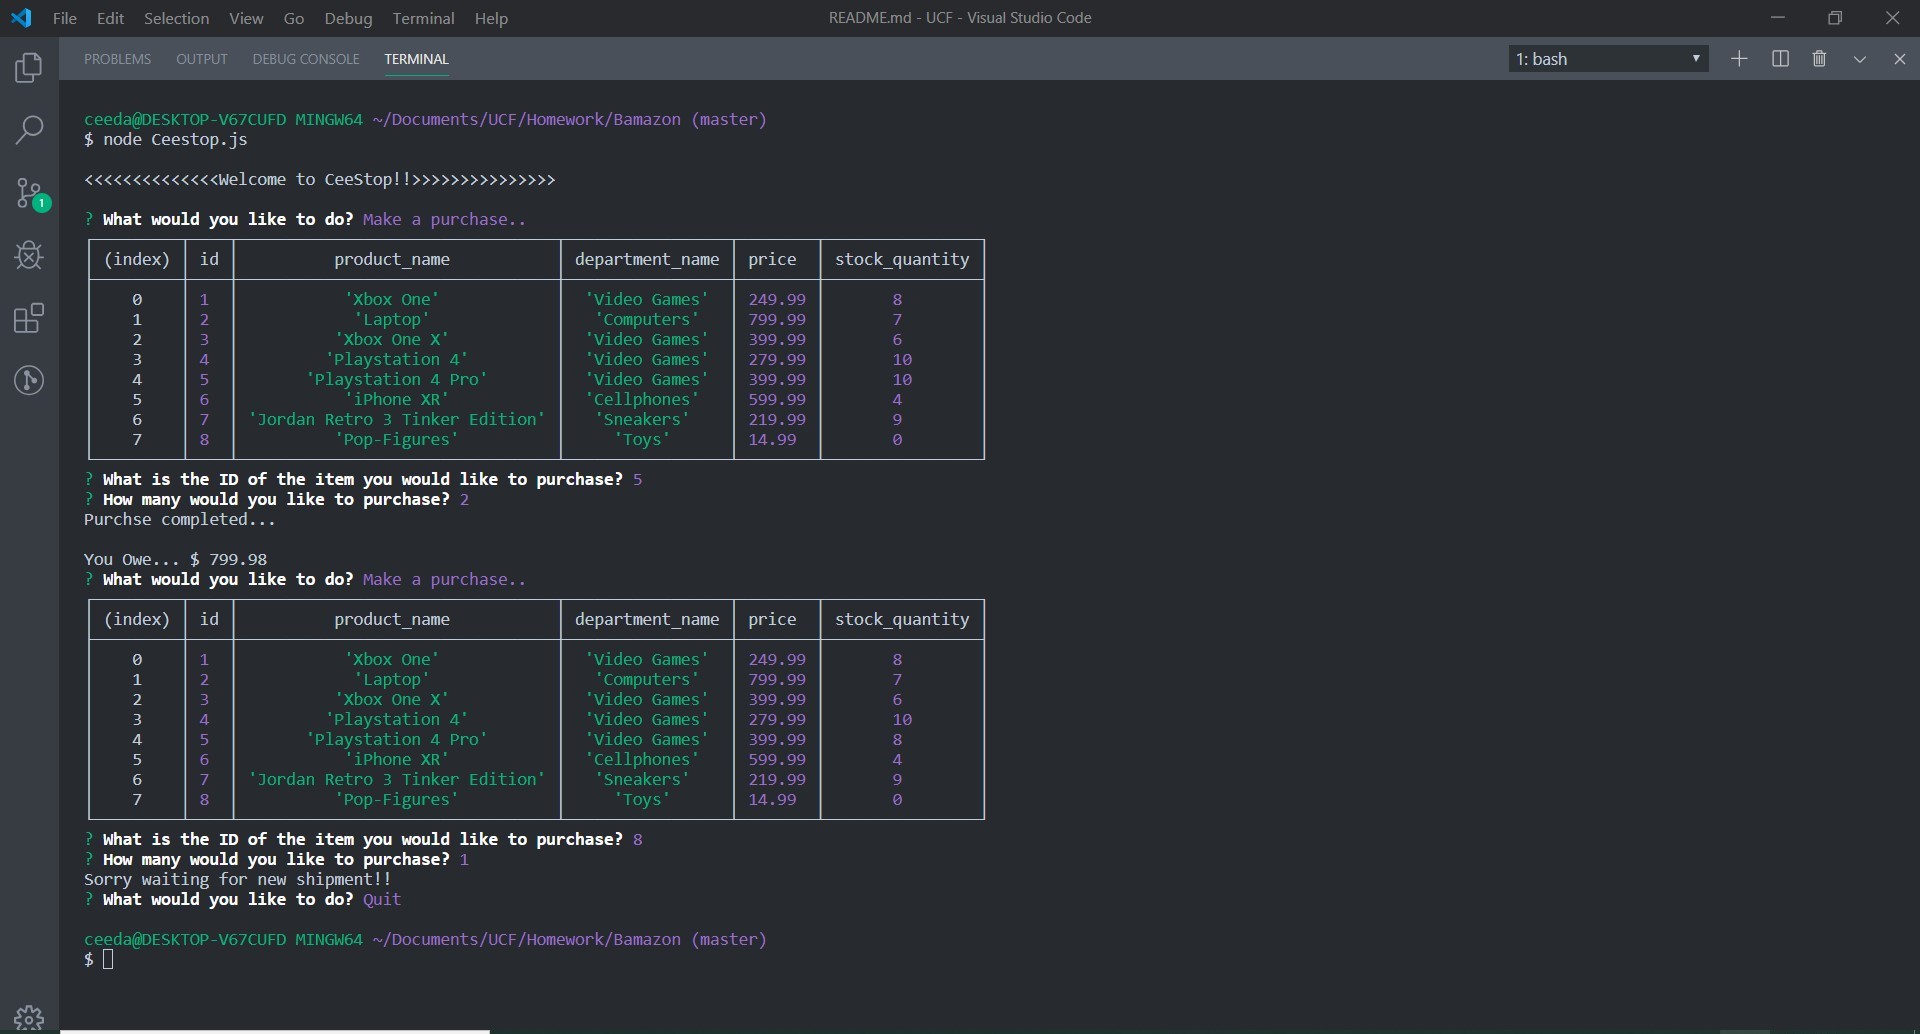 File Edit Selection View Go Debug Terminal Help README.md - UCF - Visual Studio Code
PROBLEMS OUTPUT DEBUG CONSOLE TERMINAL 1: bash
1
ceeda@DESKTOP-V67CUFD MINGW64 ~/Documents/UCF/Homework/Bamazon (master)
$ node Ceestop.js
<<<<<<<<<<<<<<Welcome to CeeStop!!>>>>>>>>>>>>>>>
? What would you like to do? Make a purchase..
(index) id product_name department_name price stock_quantity
0 1 'Xbox One' 'Video Games' 249.99 8
1 2 'Laptop' 'Computers' 799.99 7
2 3 'Xbox One X' 'Video Games' 399.99 6
3 4 'Playstation 4' 'Video Games' 279.99 10
4 5 'Playstation 4 Pro' 'Video Games' 399.99 10
5 6 'iPhone XR' 'Cellphones' 599.99 4
6 7 'Jordan Retro 3 Tinker Edition' 'Sneakers' 219.99 9
7 8 'Pop-Figures' 'Toys' 14.99 0
? What is the ID of the item you would like to purchase? 5
? How many would you like to purchase? 2
Purchse completed...
You Owe... $ 799.98
? What would you like to do? Make a purchase..
(index) id product_name department_name price stock_quantity
0 1 'Xbox One' 'Video Games' 249.99 8
1 2 'Laptop' 'Computers' 799.99 7
2 3 'Xbox One X' 'Video Games' 399.99 6
3 4 'Playstation 4' 'Video Games' 279.99 10
4 5 'Playstation 4 Pro' 'Video Games' 399.99 8
5 6 'iPhone XR' 'Cellphones' 599.99 4
6 7 'Jordan Retro 3 Tinker Edition' 'Sneakers' 219.99 9
7 8 'Pop-Figures' 'Toys' 14.99 0
? What is the ID of the item you would like to purchase? 8
? How many would you like to purchase? 1
Sorry waiting for new shipment!!
? What would you like to do? Quit
ceeda@DESKTOP-V67CUFD MINGW64 ~/Documents/UCF/Homework/Bamazon (master)
$